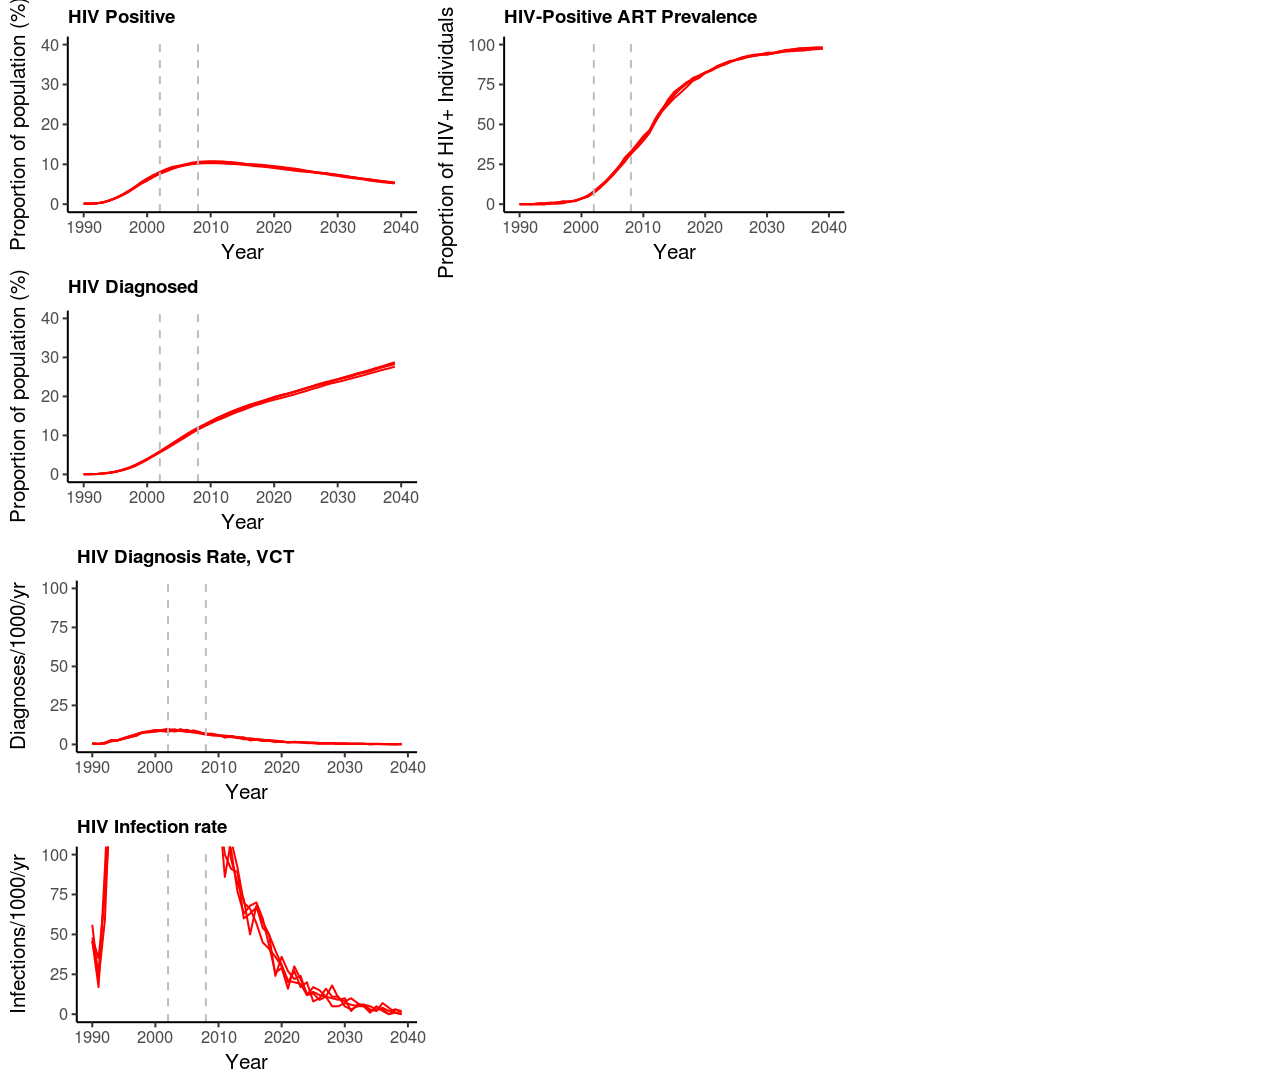 HIV Positive
Proportion of population (%)
40
30
20
10
0
1990 2000 2010 2020 2030 2040
Year
HIV-Positive ART Prevalence
Proportion of HIV+ Individuals
100
75
50
25
0
1990 2000 2010 2020 2030 2040
Year
HIV Diagnosed
Proportion of population (%)
40
30
20
10
0
1990 2000 2010 2020 2030 2040
Year
HIV Diagnosis Rate, VCT
Diagnoses/1000/yr
100
75
50
25
0
1990 2000 2010 2020 2030 2040
Year
HIV Infection rate
Infections/1000/yr
100
75
50
25
0
1990 2000 2010 2020 2030 2040
Year